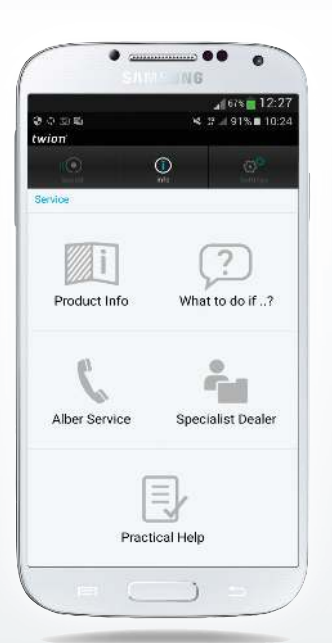 SAMSUNG
67% 12:27
91% 10:24
twion
Info
Service
Product Info
What to do if ..?
Alber Service
Specialist Dealer
Practical Help